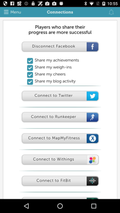 Menu
Connections
Players who share their
progress are more successful
Disconnect Facebook
Share my achievements
Share my weigh-ins
Share my cheers
Share my blog activity
Connect to Twitter
Connect to Runkeeper
Connect to MapMyFitness
Connect to Withings
Connect to FitBit